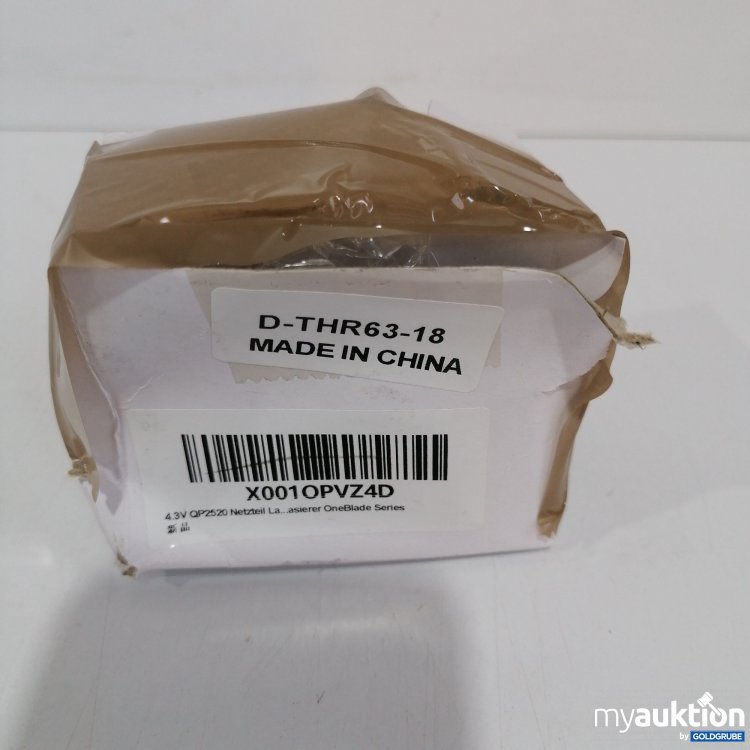 D-THR63-18
MADE IN CHINA
X001OPVZ4D
4.3V QP2520 Netzteil La...asierer OneBlade Series
myauktion
by GOLDGRUBE